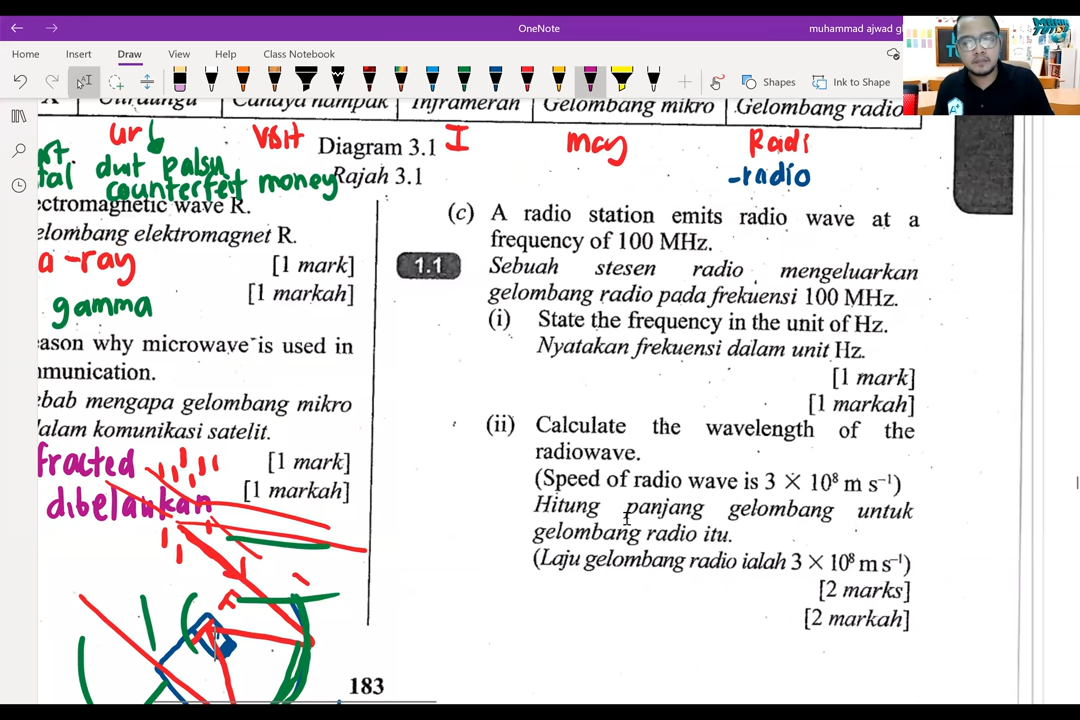 OneNote
muhammad ajwad g
Home Insert Draw View Help Class Notebook
Shapes Ink to Shape
Ultraungu Cahaya nampak Inframerah Gelombang mikro Gelombang radio
Visit I may Radi
Diagram 3.1
duit palsu
counterfeit money
Rajah 3.1
-radio
ectromagnetic wave R.
elombang elektromagnet R.
a-ray
[1 mark]
[1 markah]
gamma
eason why microwave is used in
mmunication.
ebab mengapa gelombang mikro
dalam komunikasi satelit.
fracted
[1 mark]
dibelaukan
[1 markah]
183
(c) A radio station emits radio wave at a
frequency of 100 MHz.
1.1 Sebuah stesen radio mengeluarkan
gelombang radio pada frekuensi 100 MHz.
(i) State the frequency in the unit of Hz.
Nyatakan frekuensi dalam unit Hz.
[1 mark]
[1 markah]
(ii) Calculate the wavelength of the
radiowave.
(Speed of radio wave is 3 × 10⁸ m s⁻¹)
Hitung panjang gelombang untuk
gelombang radio itu.
(Laju gelombang radio ialah 3 × 10⁸ m s⁻¹)
[2 marks]
[2 markah]